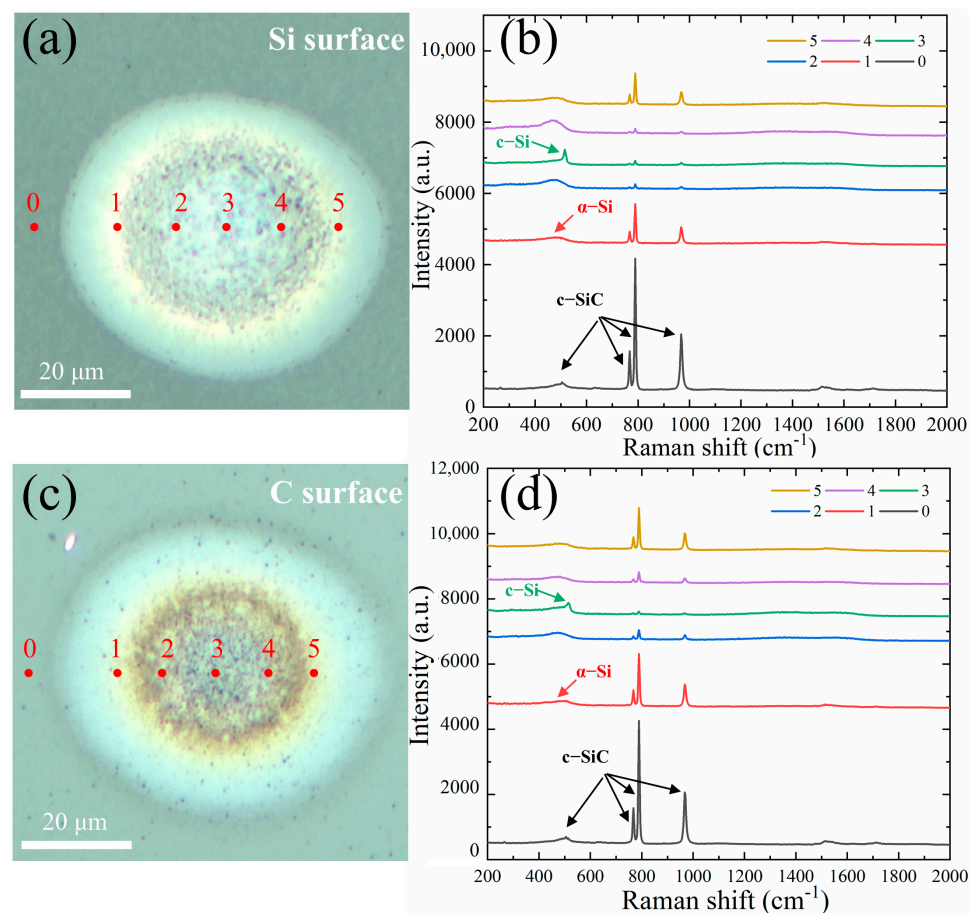 (a)
Si surface
0 1 2 3 4 5
20 μm
(b)
5 4 3
2 1 0
10,000
8000
6000
4000
2000
0
c−Si
α−Si
c−SiC
200 400 600 800 1000 1200 1400 1600 1800 2000
Raman shift (cm-1)
Intensity (a.u.)
(c)
C surface
0 1 2 3 4 5
20 μm
(d)
5 4 3
2 1 0
12,000
10,000
8000
6000
4000
2000
0
c−Si
α−Si
c−SiC
200 400 600 800 1000 1200 1400 1600 1800 2000
Raman shift (cm-1)
Intensity (a.u.)